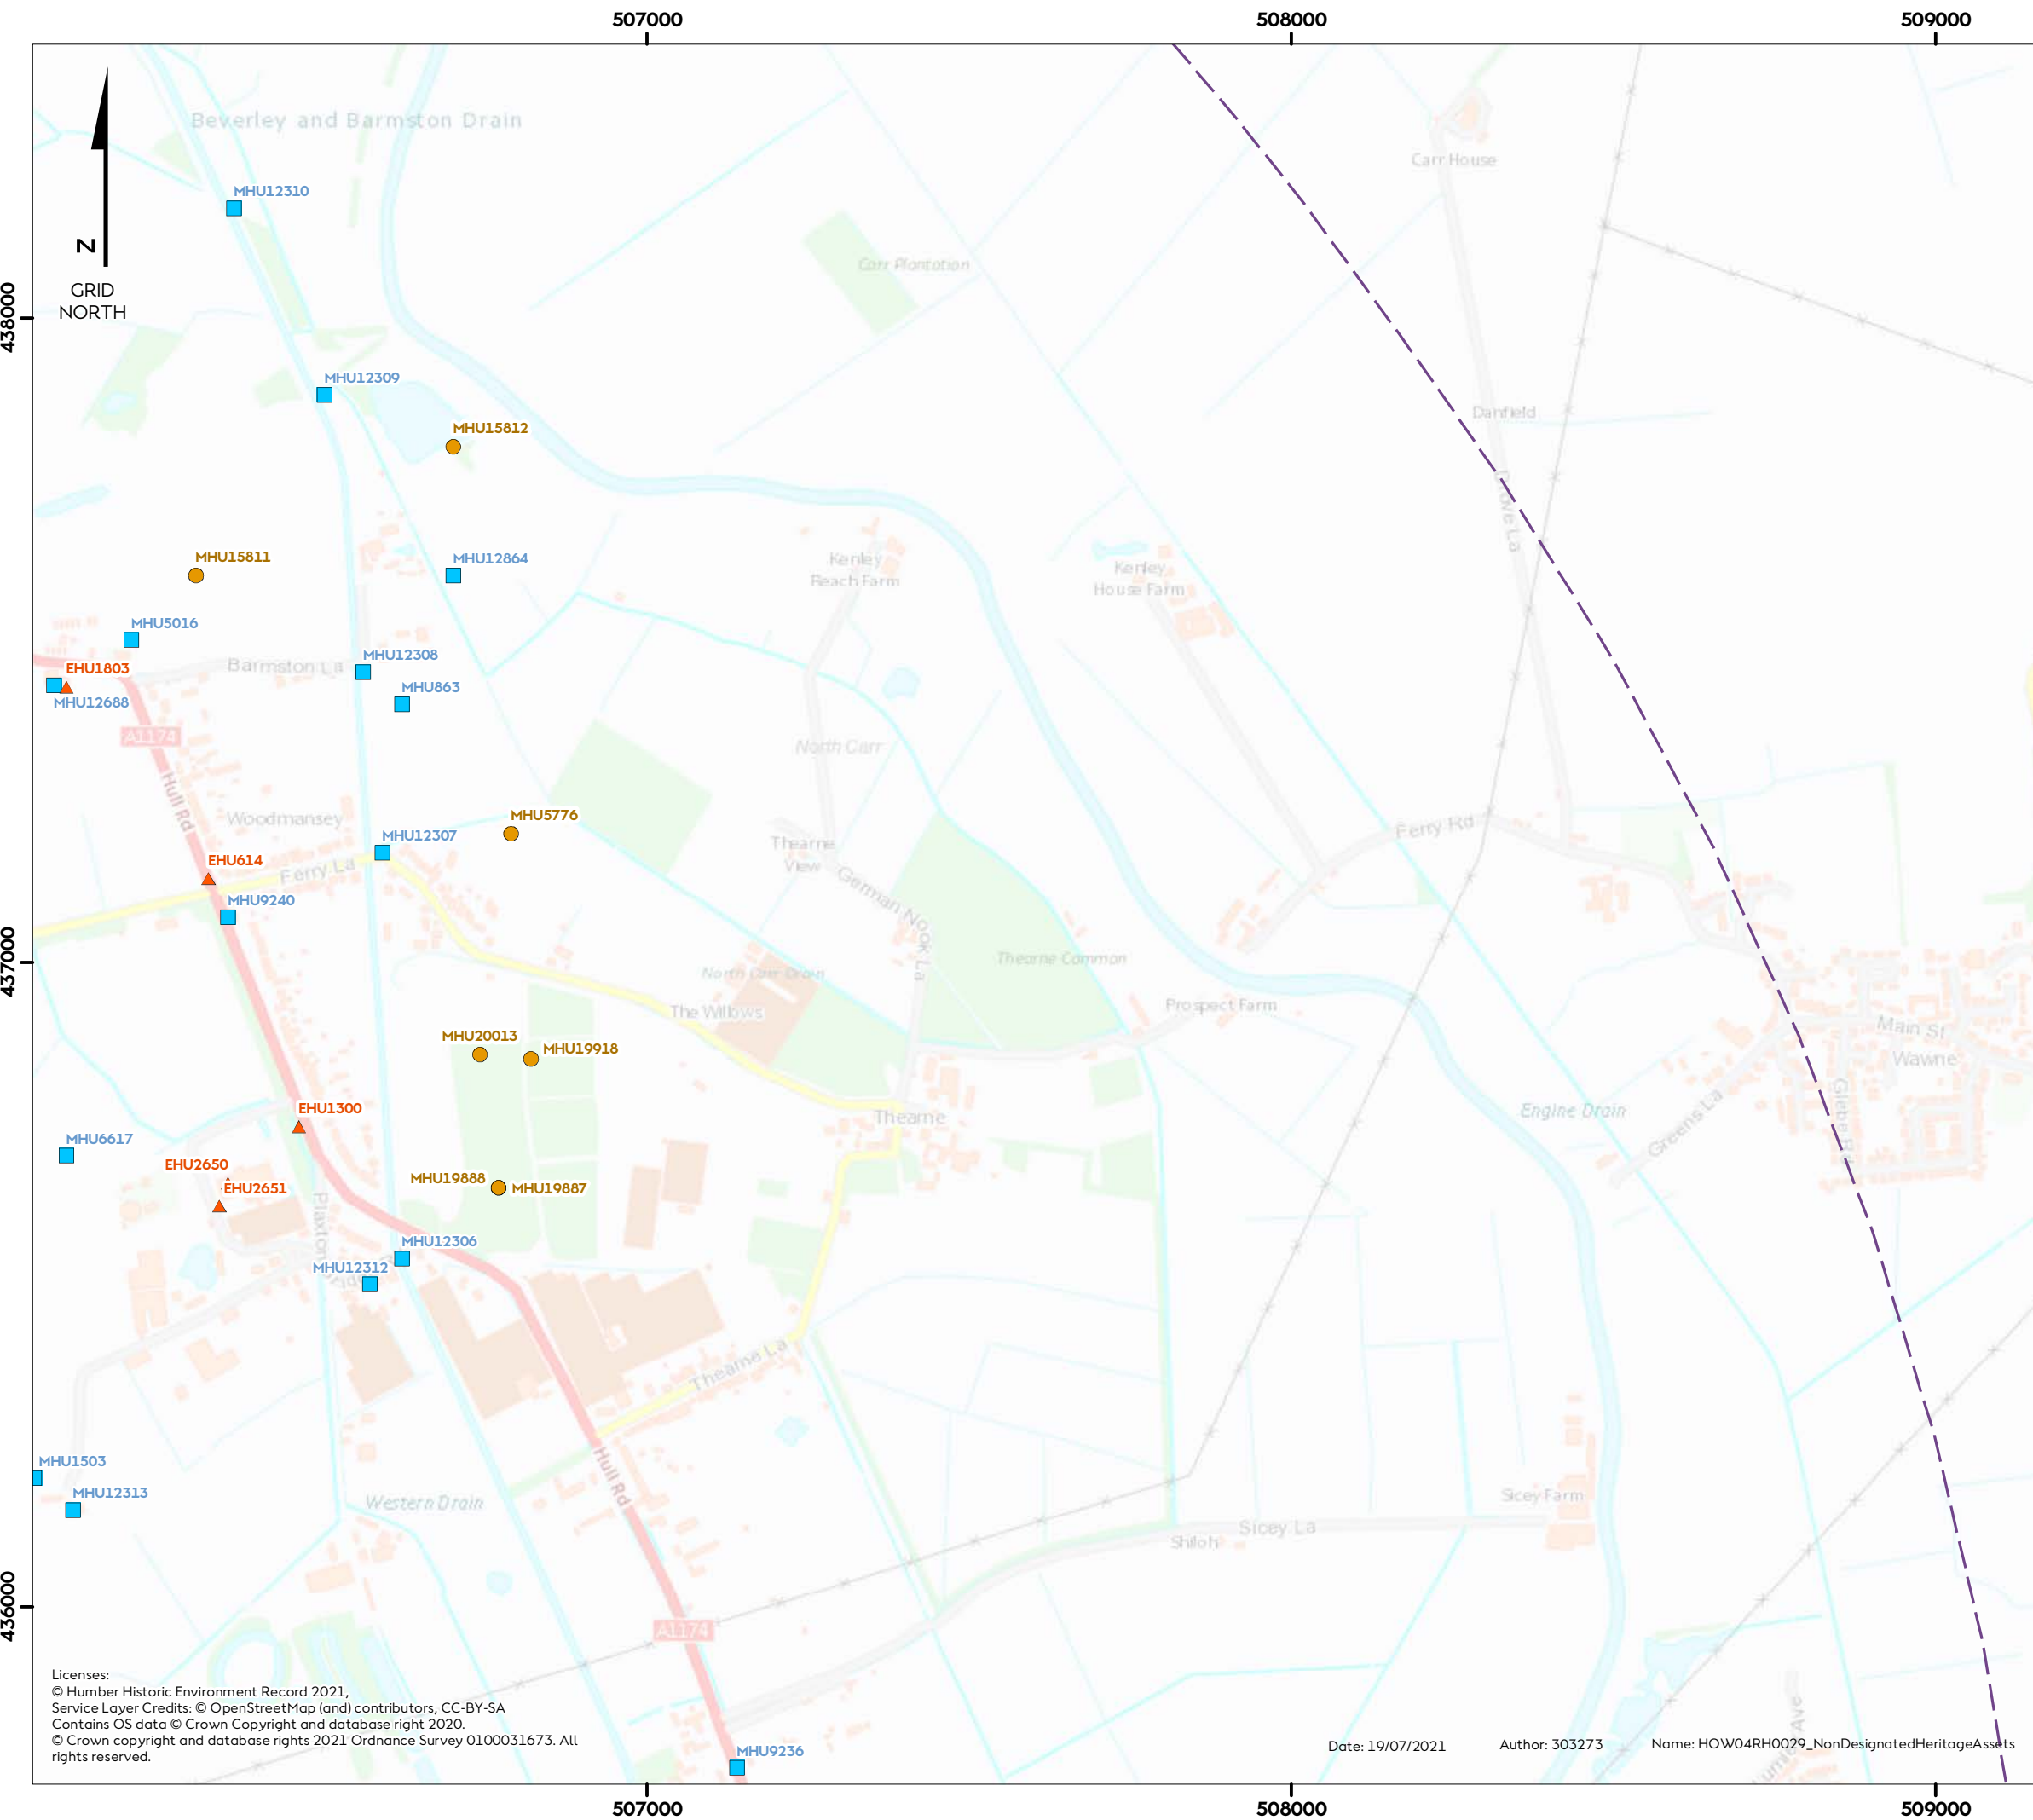 507000
508000
509000
Beverley and Barmston Drain
Carr House
MHU12310
N
Carr Plantation
GRID
NORTH
438000
MHU12309
Danfield
MHU15812
Drove La
MHU15811
MHU12864
Kenley
Reach Farm
Kenley
House Farm
MHU5016
Barmston La
MHU12308
EHU1803
MHU863
MHU12688
A1174
North Carr
Hull Rd
Woodmansey
MHU5776
MHU12307
Ferry Rd
Thearne
View
EHU614
Ferry La
German Nook La
MHU9240
437000
North Carr Drain
Thearne Common
The Willows
Prospect Farm
Main St
Wawne
MHU20013
MHU19918
EHU1300
Thearne
Engine Drain
Greens La
Glebe Rd
MHU6617
EHU2650
EHU2651
MHU19888
MHU19887
MHU12306
MHU12312
Thearne La
MHU1503
MHU12313
Hull Rd
Western Drain
Sicey Farm
Sicey La
Shiloh
436000
A1174
Licenses:
© Humber Historic Environment Record 2021,
Service Layer Credits: © OpenStreetMap (and) contributors, CC-BY-SA
Contains OS data © Crown Copyright and database right 2020.
© Crown copyright and database rights 2021 Ordnance Survey 0100031673. All
rights reserved.
MHU9236
Date: 19/07/2021
Author: 303273
Name: HOW04RH0029_NonDesignatedHeritageAssets
507000
508000
509000